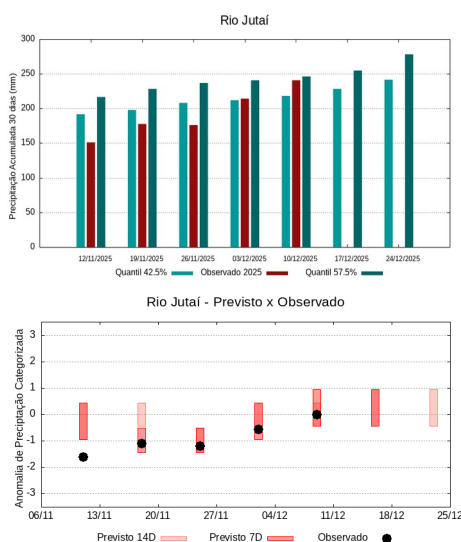 Rio Jutaí
Precipitação Acumulada 30 dias (mm)
300
250
200
150
100
50
0
12/11/2025 19/11/2025 26/11/2025 03/12/2025 10/12/2025 17/12/2025 24/12/2025
Quantil 42.5% Observado 2025 Quantil 57.5%
Rio Jutaí - Previsto x Observado
Anomalia de Precipitação Categorizada
3
2
1
0
-1
-2
-3
06/11 13/11 20/11 27/11 04/12 11/12 18/12 25/12
Previsto 14D Previsto 7D Observado